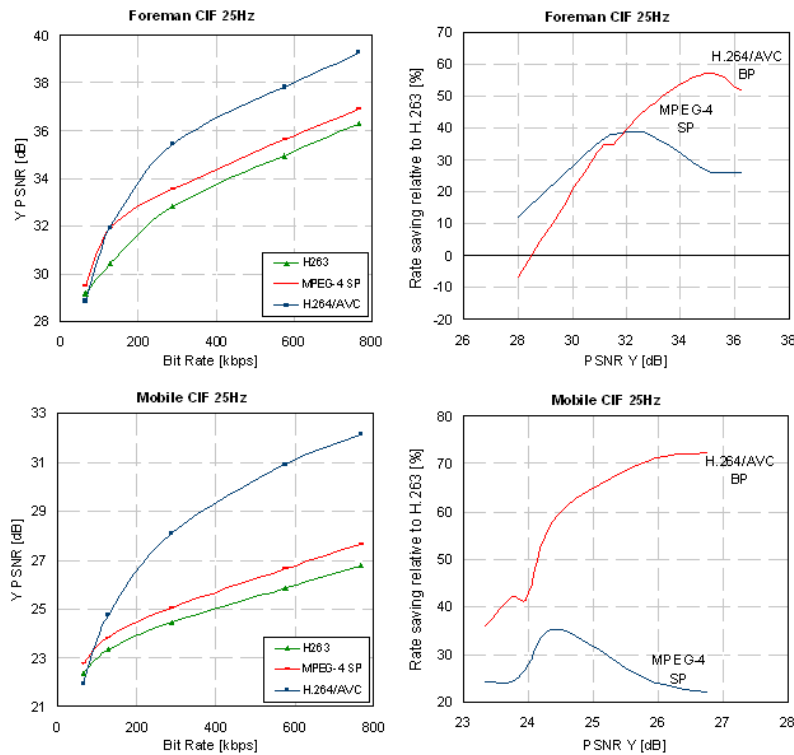 Foreman CIF 25Hz
Y PSNR [dB]
40
38
36
34
32
30
28
0
200
400
600
800
Bit Rate [kbps]
H263
MPEG-4 SP
H.264/AVC
Foreman CIF 25Hz
Rate saving relative to H.263 [%]
70
60
50
40
30
20
10
0
-10
-20
26
28
30
32
34
36
38
PSNR Y [dB]
H.264/AVC
BP
MPEG-4
SP
Mobile CIF 25Hz
Y PSNR [dB]
33
31
29
27
25
23
21
0
200
400
600
800
Bit Rate [kbps]
H263
MPEG-4 SP
H.264/AVC
Mobile CIF 25Hz
Rate saving relative to H.263 [%]
80
70
60
50
40
30
20
23
24
25
26
27
28
PSNR Y [dB]
H.264/AVC
BP
MPEG-4
SP